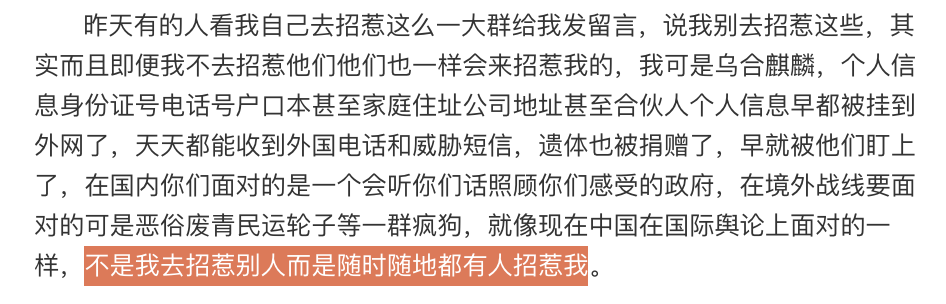 昨天有的人看我自己去招惹这么一大群给我发留言，说我别去招惹这些，其
实而且即便我不去招惹他们他们也一样会来招惹我的，我可是乌合麒麟，个人信
息身份证号电话号户口本甚至家庭住址公司地址甚至合伙人个人信息早都被挂到
外网了，天天都能收到外国电话和威胁短信，遗体也被捐赠了，早就被他们盯上
了，在国内你们面对的是一个会听你们话照顾你们感受的政府，在境外战线要面
对的可是恶俗废青民运轮子等一群疯狗，就像现在中国在国际舆论上面对的一
样，不是我去招惹别人而是随时随地都有人招惹我。